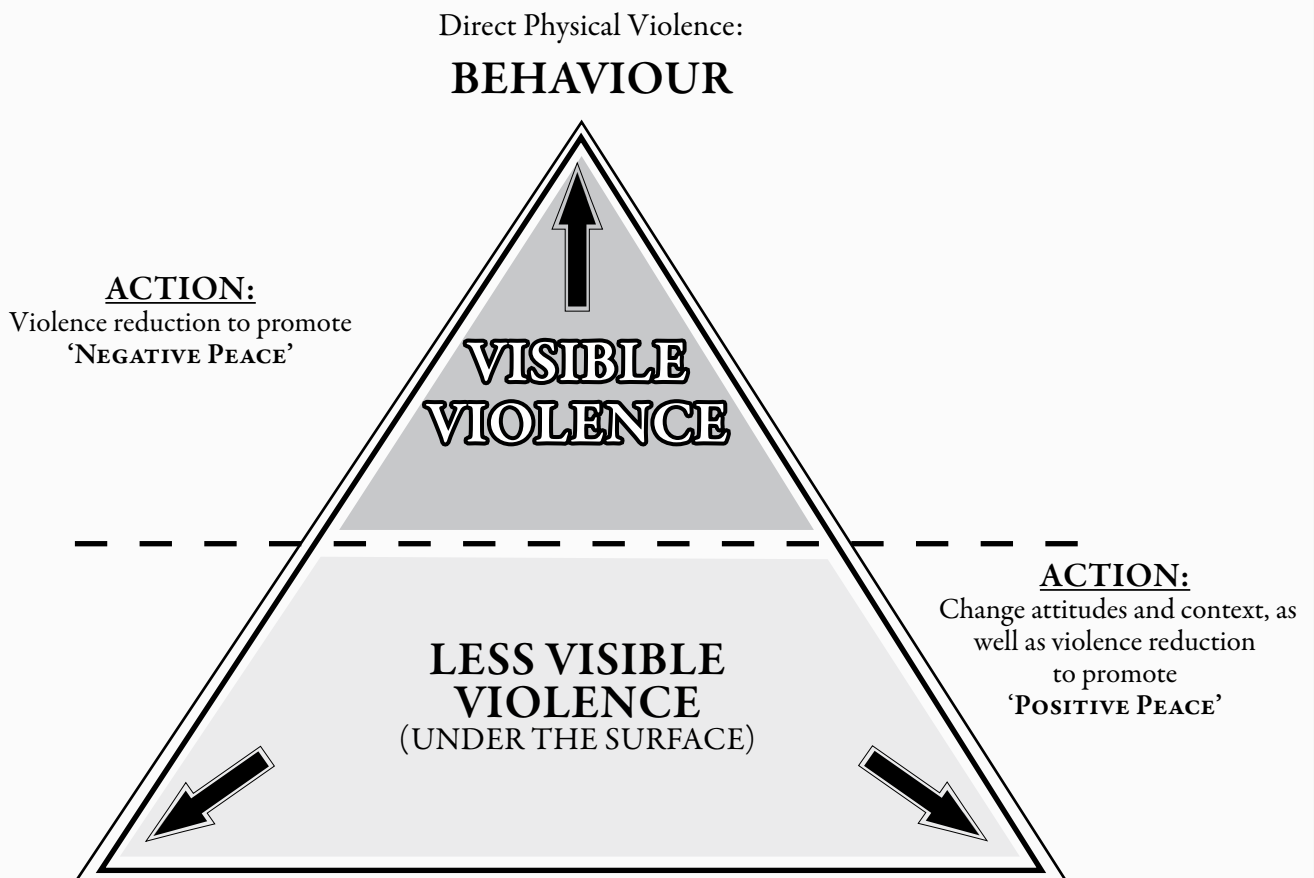 Direct Physical Violence:
BEHAVIOUR
ACTION:
Violence reduction to promote
‘Negative Peace’
VISIBLE
VIOLENCE
ACTION:
Change attitudes and context, as
well as violence reduction
to promote
‘Positive Peace’
LESS VISIBLE
VIOLENCE
(UNDER THE SURFACE)